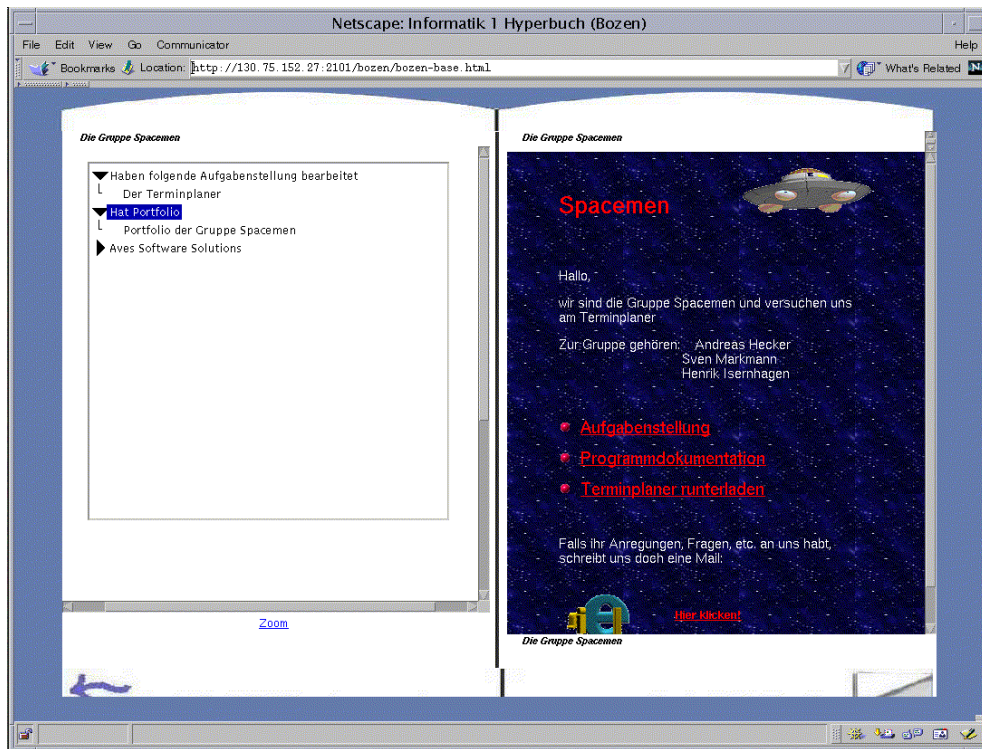 Netscape: Informatik 1 Hyperbuch (Bozen)
File Edit View Go Communicator Help
Bookmarks Location: http://130.75.152.27:2101/bozen/bozen-base.html What's Related N
Die Gruppe Spacemen
Haben folgende Aufgabenstellung bearbeitet
Der Terminplaner
Hat Portfolio
Portfolio der Gruppe Spacemen
Aves Software Solutions
Zoom
Die Gruppe Spacemen
Spacemen
Hallo,
wir sind die Gruppe Spacemen und versuchen uns
am Terminplaner
Zur Gruppe gehören: Andreas Hecker
Sven Markmann
Henrik Isernhagen
Aufgabenstellung
Programmdokumentation
Terminplaner runterladen
Falls ihr Anregungen, Fragen, etc. an uns habt,
schreibt uns doch eine Mail:
Hier klicken!
Die Gruppe Spacemen